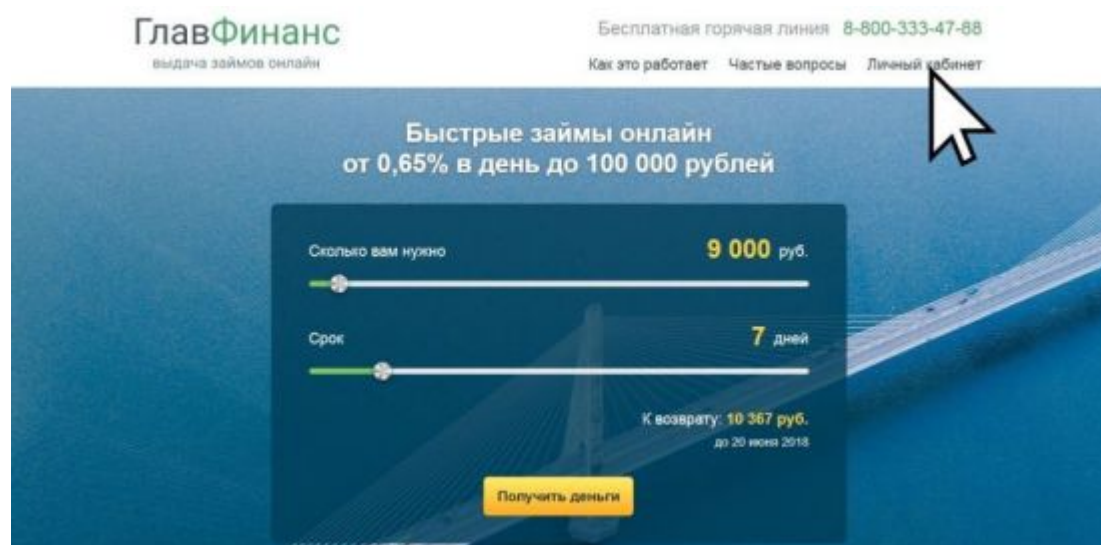 ГлавФинанс
выдача займов онлайн
Бесплатная горячая линия 8-800-333-47-88
Как это работает Частые вопросы Личный кабинет
Быстрые займы онлайн
от 0,65% в день до 100 000 рублей
Сколько вам нужно 9 000 руб.
Срок 7 дней
К возврату: 10 367 руб.
до 20 июня 2018
Получить деньги